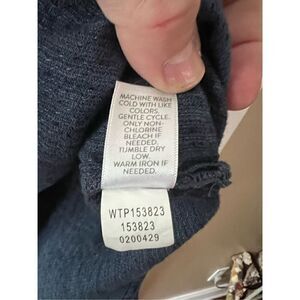 MACHINE WASH
COLD WITH LIKE
COLORS.
GENTLE CYCLE.
ONLY NON-
CHLORINE
BLEACH IF
NEEDED.
TUMBLE DRY
LOW.
WARM IRON IF
NEEDED.
WTP153823
153823
0200429